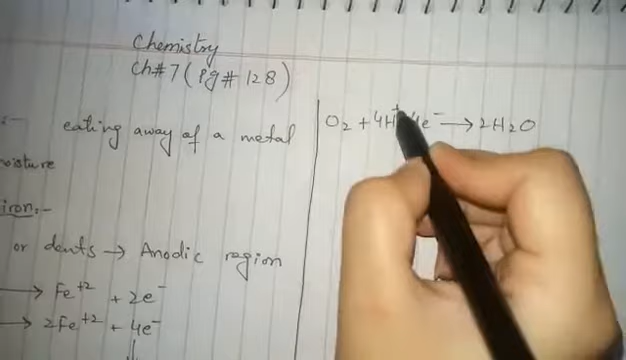 Chemistry
Ch#7 (Pg# 128)
:- eating away of a metal
moisture
iron:-
or dents → Anodic region
→ Fe+2 + 2e-
→ 2Fe+2 + 4e-
O2 + 4H+ 4e- → 2H2O